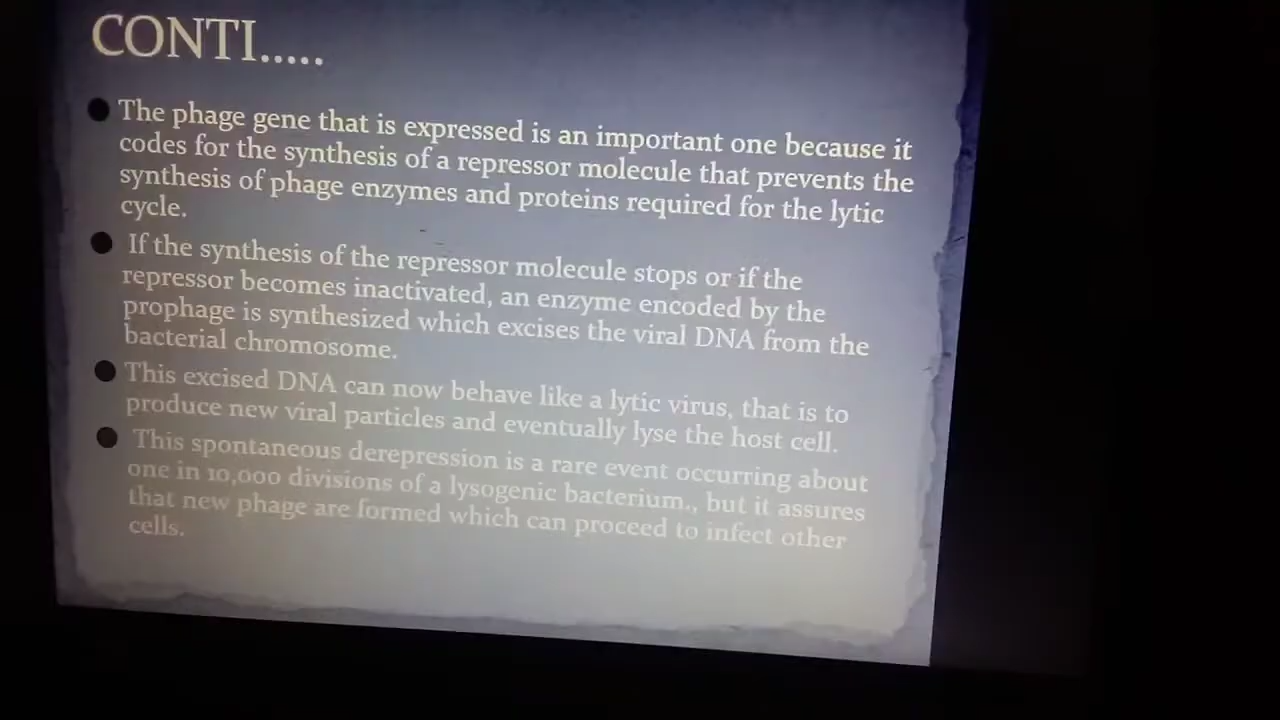 CONTI.....
The phage gene that is expressed is an important one because it
codes for the synthesis of a repressor molecule that prevents the
synthesis of phage enzymes and proteins required for the lytic
cycle.
If the synthesis of the repressor molecule stops or if the
repressor becomes inactivated, an enzyme encoded by the
prophage is synthesized which excises the viral DNA from the
bacterial chromosome.
This excised DNA can now behave like a lytic virus, that is to
produce new viral particles and eventually lyse the host cell.
This spontaneous derepression is a rare event occurring about
one in 10,000 divisions of a lysogenic bacterium., but it assures
that new phage are formed which can proceed to infect other
cells.